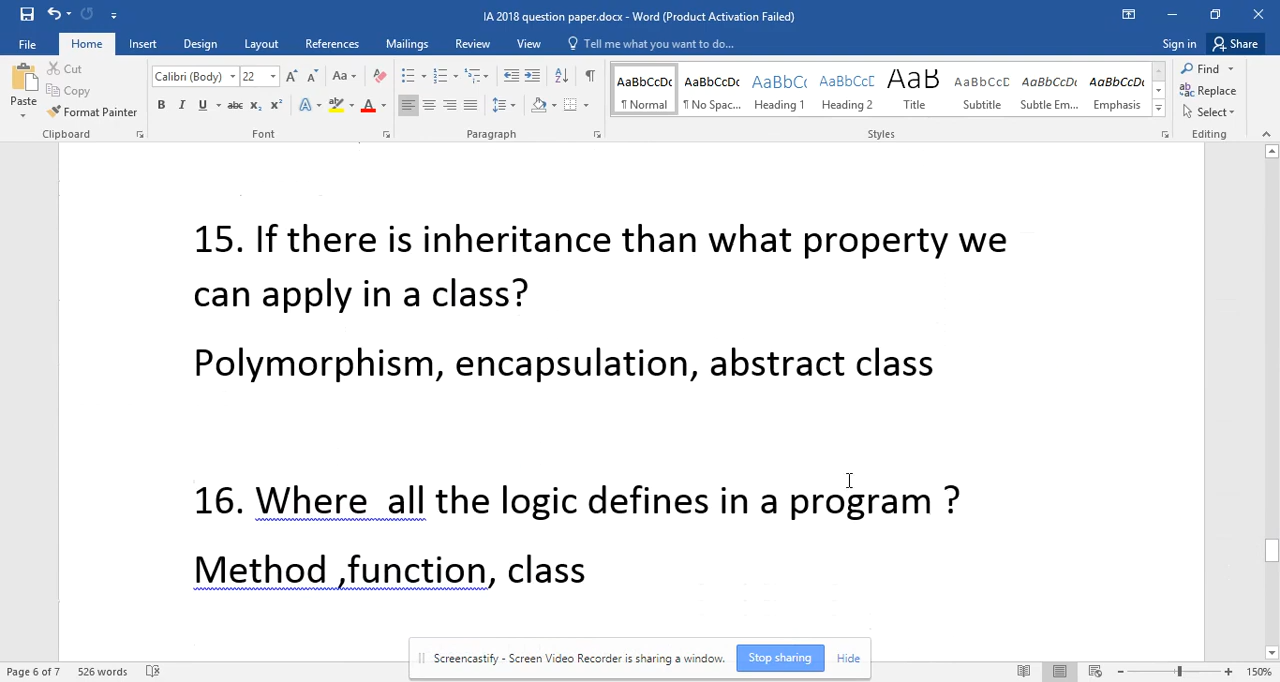 IA 2018 question paper.docx - Word (Product Activation Failed)
File Home Insert Design Layout References Mailings Review View Tell me what you want to do... Sign in Share
Paste
Cut
Copy
Format Painter
Calibri (Body) 22
AaBbCcDc AaBbCcDc AaBbCc AaBbCcE AaB AaBbCcD AaBbCcDc AaBbCcDc
¶ Normal ¶ No Spac... Heading 1 Heading 2 Title Subtitle Subtle Em... Emphasis
Find
Replace
Select
Clipboard Font Paragraph Styles Editing
15. If there is inheritance than what property we
can apply in a class?
Polymorphism, encapsulation, abstract class
16. Where  all the logic defines in a program ?
Method ,function, class
Screencastify - Screen Video Recorder is sharing a window. Stop sharing Hide
Page 6 of 7 526 words 150%